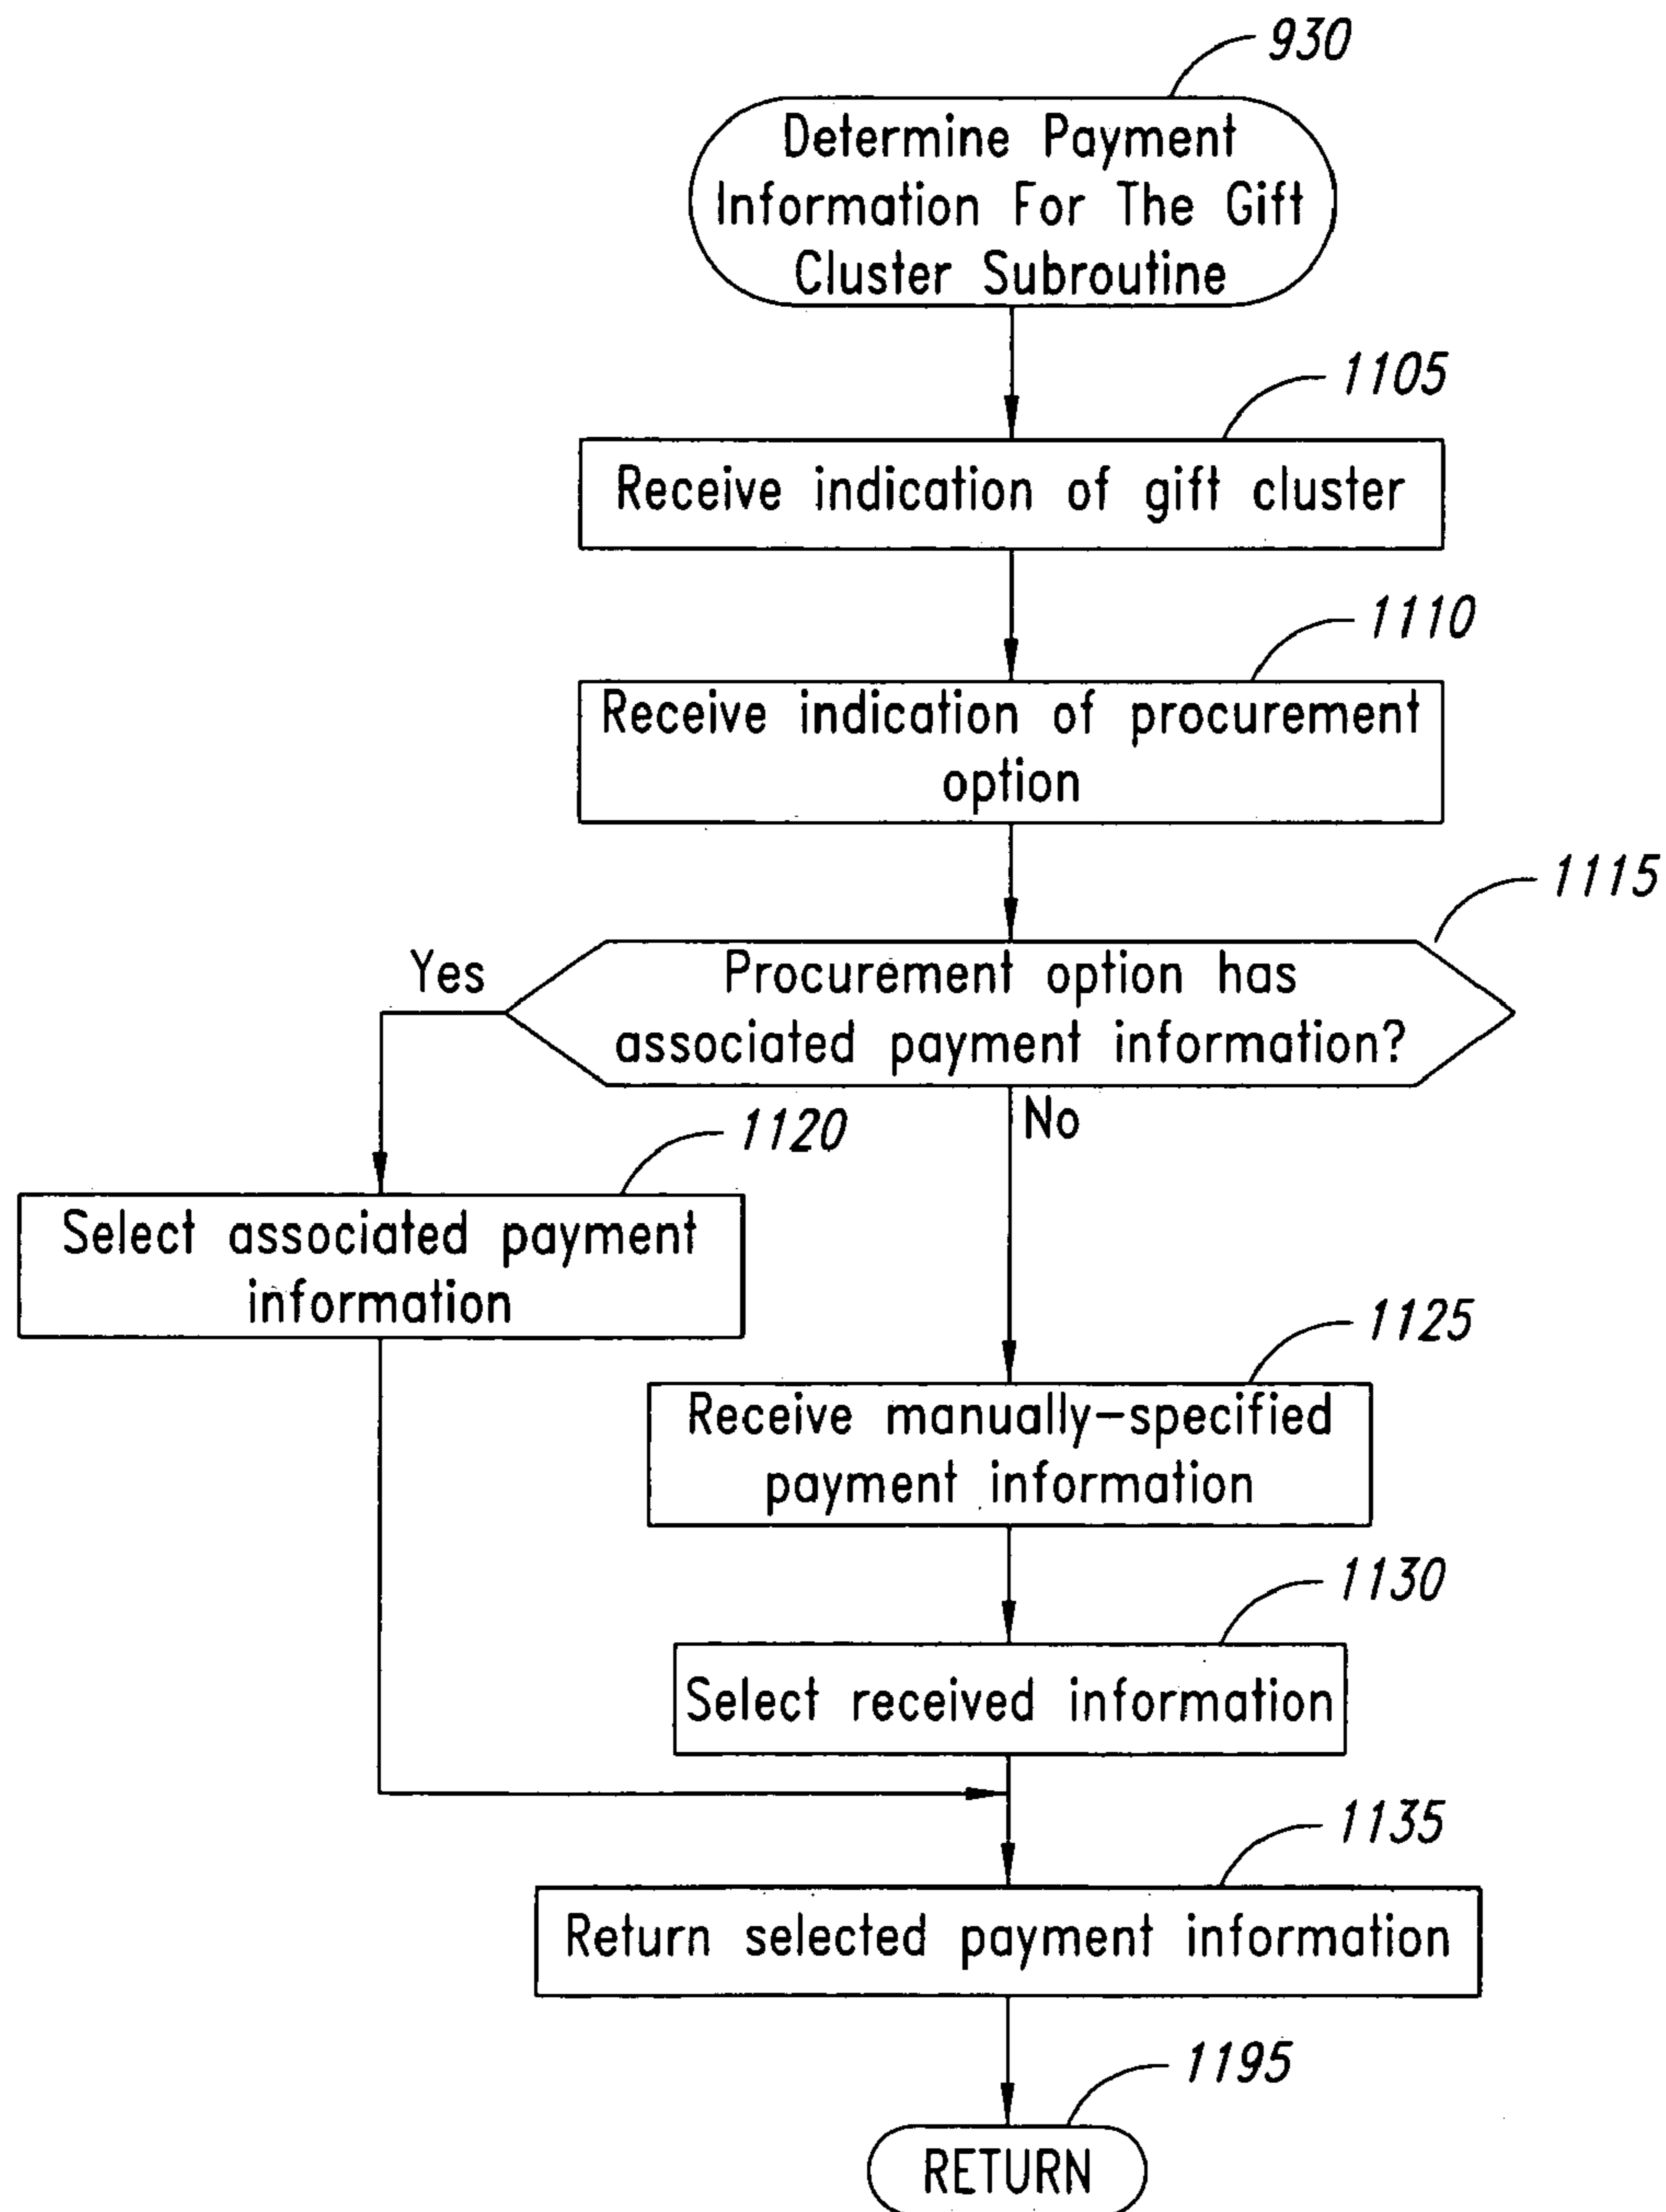 930
Determine Payment
Information For The Gift
Cluster Subroutine
1105
Receive indication of gift cluster
1110
Receive indication of procurement
option
1115
Yes
Procurement option has
associated payment information?
No
1120
Select associated payment
information
1125
Receive manually-specified
payment information
1130
Select received information
1135
Return selected payment information
1195
RETURN